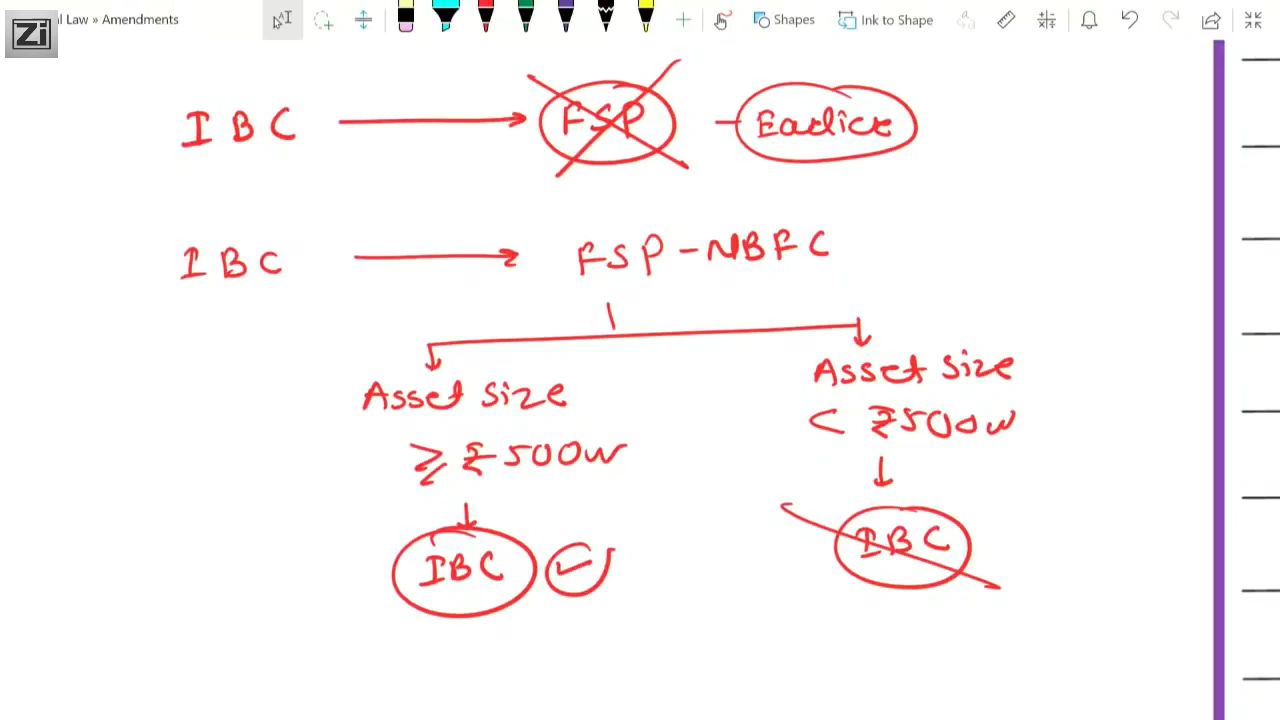 al Law » Amendments
Shapes
Ink to Shape
Zi
IBC FSP - Earlier
IBC FSP-NBFC
Asset size
≥ ₹500cr
IBC
Asset size
< ₹500cr
IBC